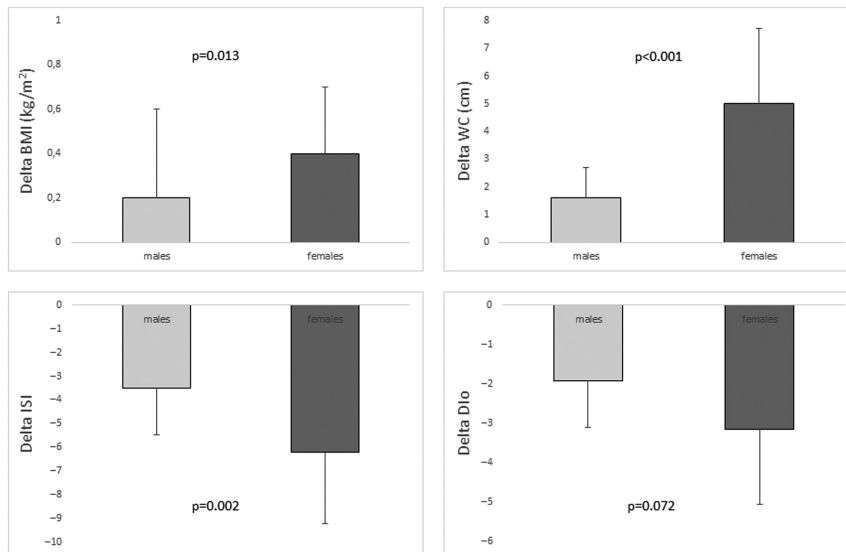 1
0,8
0,6
0,4
0,2
0
Delta BMI (kg/m²)
p=0.013
males
females
8
7
6
5
4
3
2
1
0
Delta WC (cm)
p<0.001
males
females
0
−1
−2
−3
−4
−5
−6
−7
−8
−9
−10
Delta ISI
males
females
p=0.002
0
−1
−2
−3
−4
−5
−6
Delta DIo
males
females
p=0.072